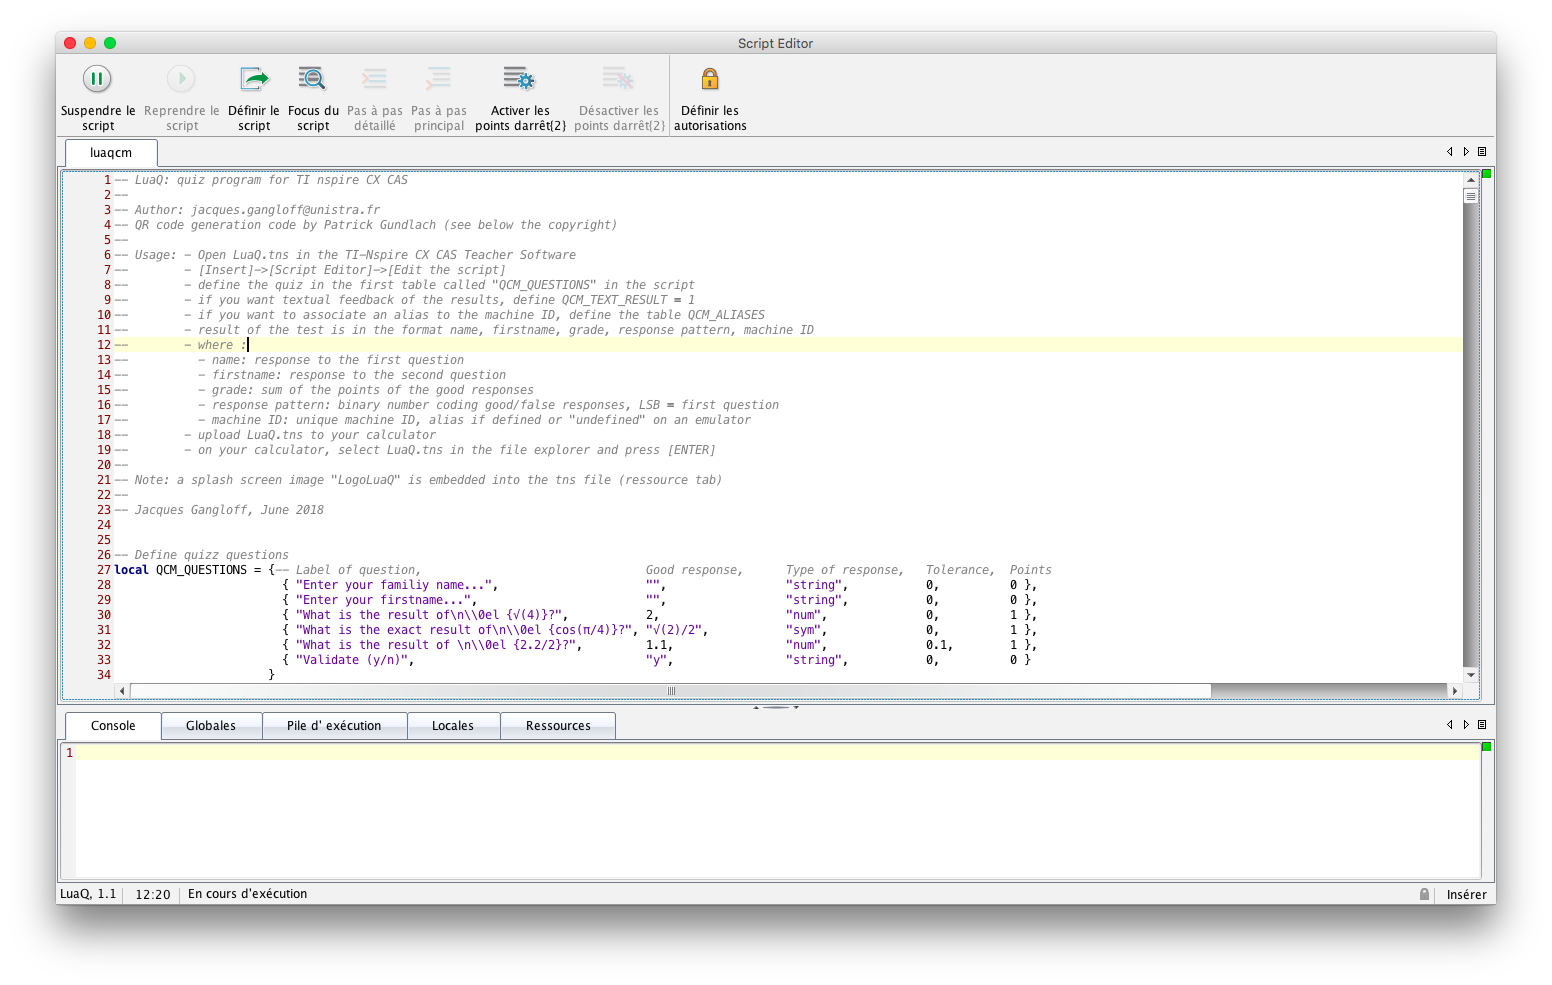 Script Editor
Suspendre le script
Reprendre le script
Définir le script
Focus du script
Pas à pas détaillé
Pas à pas principal
Activer les points darrêt{2}
Désactiver les points darrêt{2}
Définir les autorisations
luaqcm
1-- LuaQ: quiz program for TI nspire CX CAS
2--
3-- Author: jacques.gangloff@unistra.fr
4-- QR code generation code by Patrick Gundlach (see below the copyright)
5--
6-- Usage: - Open LuaQ.tns in the TI-Nspire CX CAS Teacher Software
7--        - [Insert]->[Script Editor]->[Edit the script]
8--        - define the quiz in the first table called "QCM_QUESTIONS" in the script
9--        - if you want textual feedback of the results, define QCM_TEXT_RESULT = 1
10--        - if you want to associate an alias to the machine ID, define the table QCM_ALIASES
11--        - result of the test is in the format name, firstname, grade, response pattern, machine ID
12--        - where :
13--          - name: response to the first question
14--          - firstname: response to the second question
15--          - grade: sum of the points of the good responses
16--          - response pattern: binary number coding good/false responses, LSB = first question
17--          - machine ID: unique machine ID, alias if defined or "undefined" on an emulator
18--        - upload LuaQ.tns to your calculator
19--        - on your calculator, select LuaQ.tns in the file explorer and press [ENTER]
20--
21-- Note: a splash screen image "LogoLuaQ" is embedded into the tns file (ressource tab)
22--
23-- Jacques Gangloff, June 2018
24
25
26-- Define quizz questions
27local QCM_QUESTIONS = {-- Label of question,                                Good response,      Type of response,   Tolerance,  Points
28                        { "Enter your familiy name...",                     "",                 "string",           0,          0 },
29                        { "Enter your firstname...",                        "",                 "string",           0,          0 },
30                        { "What is the result of\n\\0el {√(4)}?",           2,                  "num",              0,          1 },
31                        { "What is the exact result of\n\\0el {cos(π/4)}?", "√(2)/2",           "sym",              0,          1 },
32                        { "What is the result of \n\\0el {2.2/2}?",         1.1,                "num",              0.1,        1 },
33                        { "Validate (y/n)",                                 "y",                "string",           0,          0 }
34                      }
Console
Globales
Pile d' exécution
Locales
Ressources
1
LuaQ, 1.1
12:20
En cours d'exécution
Insérer